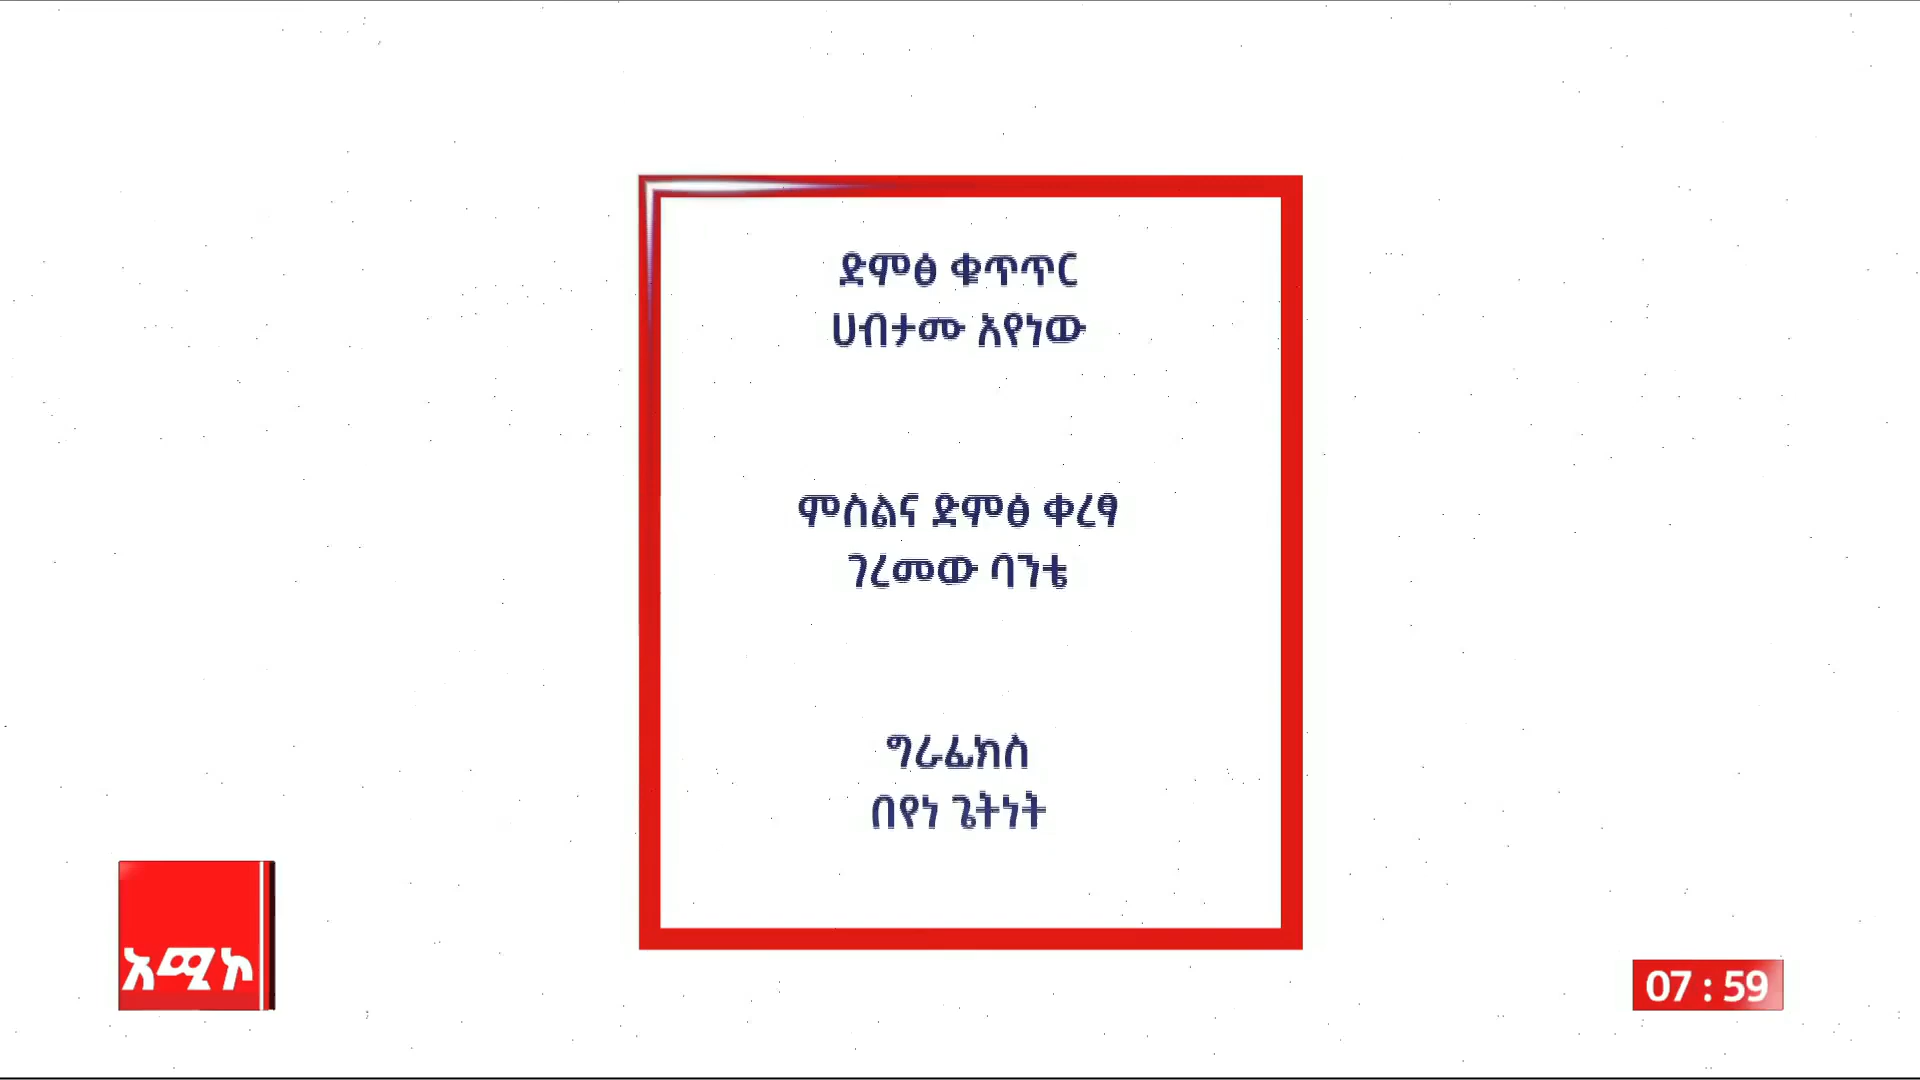 ድምፅ ቁጥጥር
ሀብታሙ አየነው
ምስልና ድምፅ ቀረፃ
ገረመው ባንቴ
ግራፊክስ
በየነ ጌትነት
አሚኮ
07 : 59